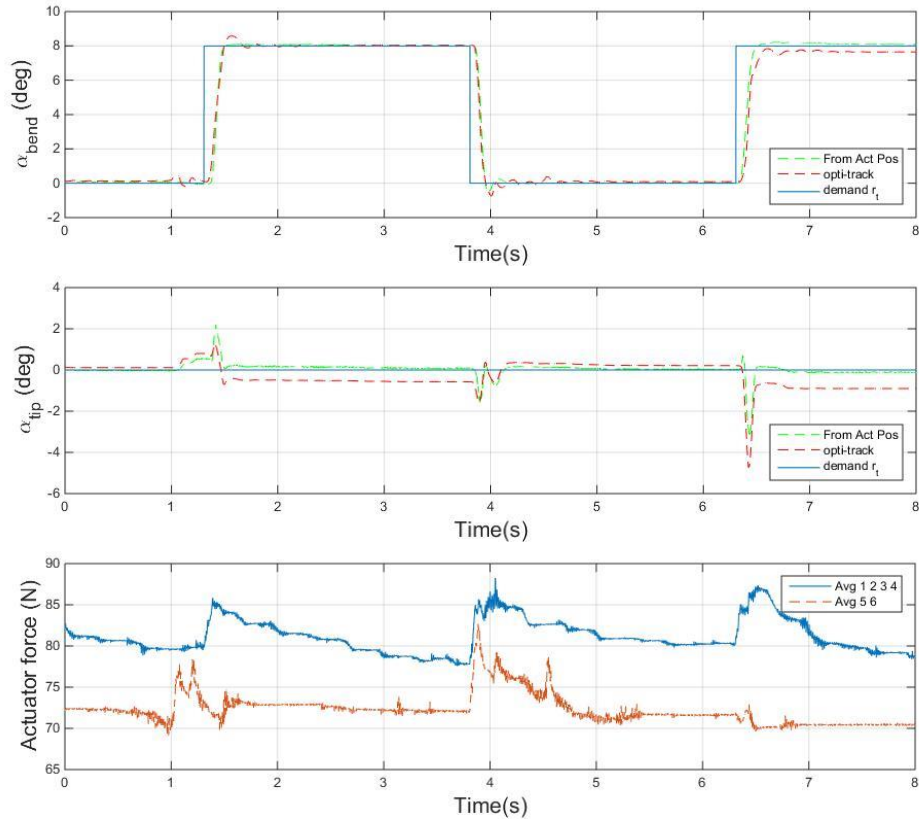 10
8
6
4
2
0
-2
α_bend (deg)
From Act Pos
opti-track
demand r_t
0 1 2 3 4 5 6 7 8
Time(s)
4
2
0
-2
-4
-6
α_tip (deg)
From Act Pos
opti-track
demand r_t
0 1 2 3 4 5 6 7 8
Time(s)
90
85
80
75
70
65
Actuator force (N)
Avg 1 2 3 4
Avg 5 6
0 1 2 3 4 5 6 7 8
Time(s)